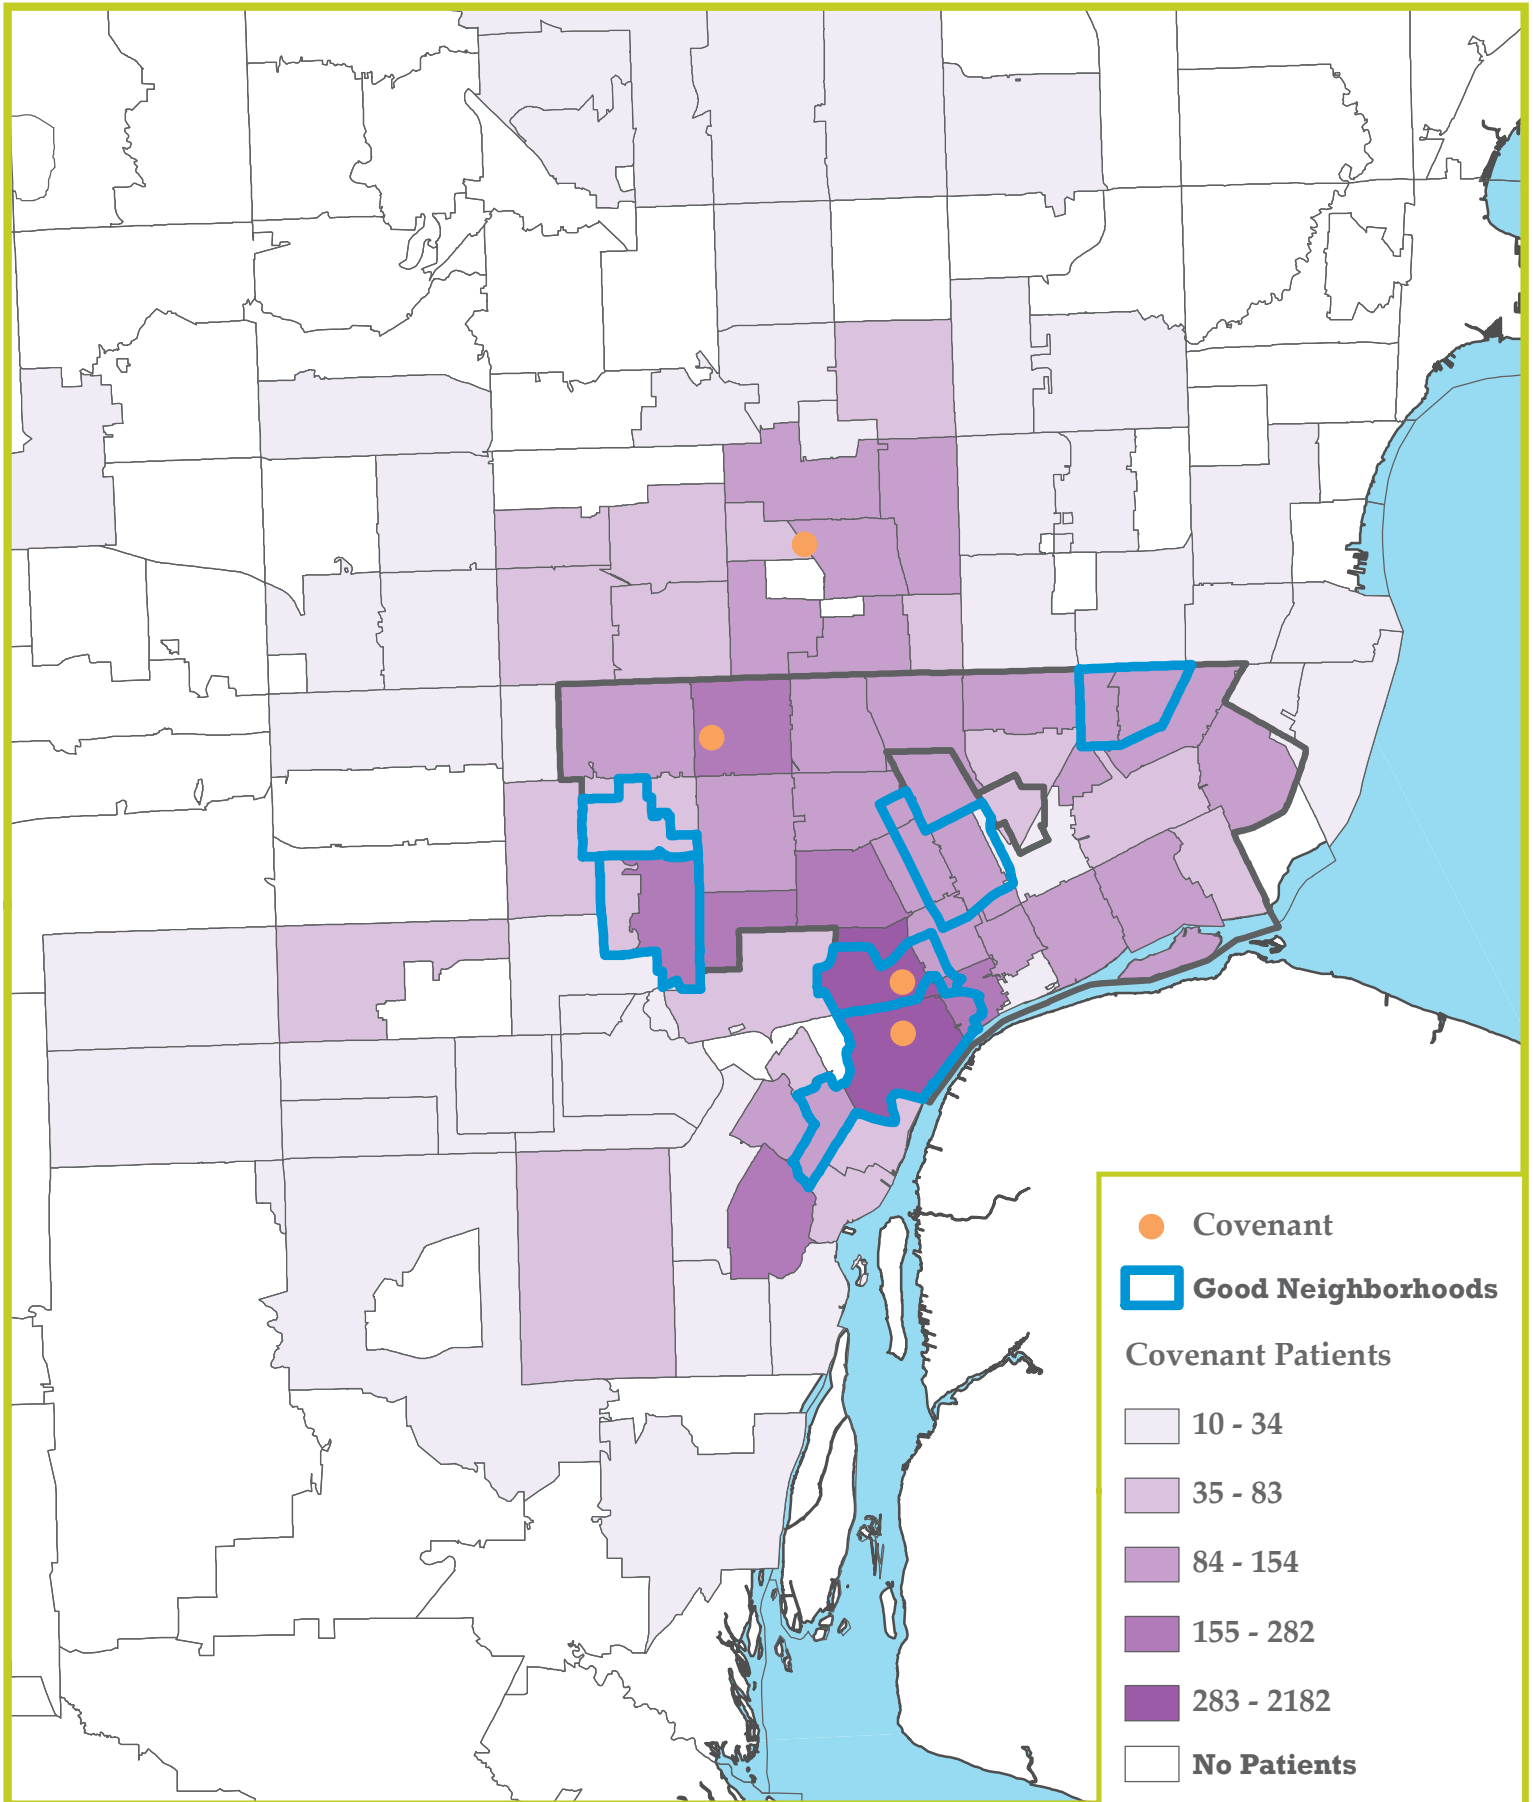 Covenant
Good Neighborhoods
Covenant Patients
10 - 34
35 - 83
84 - 154
155 - 282
283 - 2182
No Patients